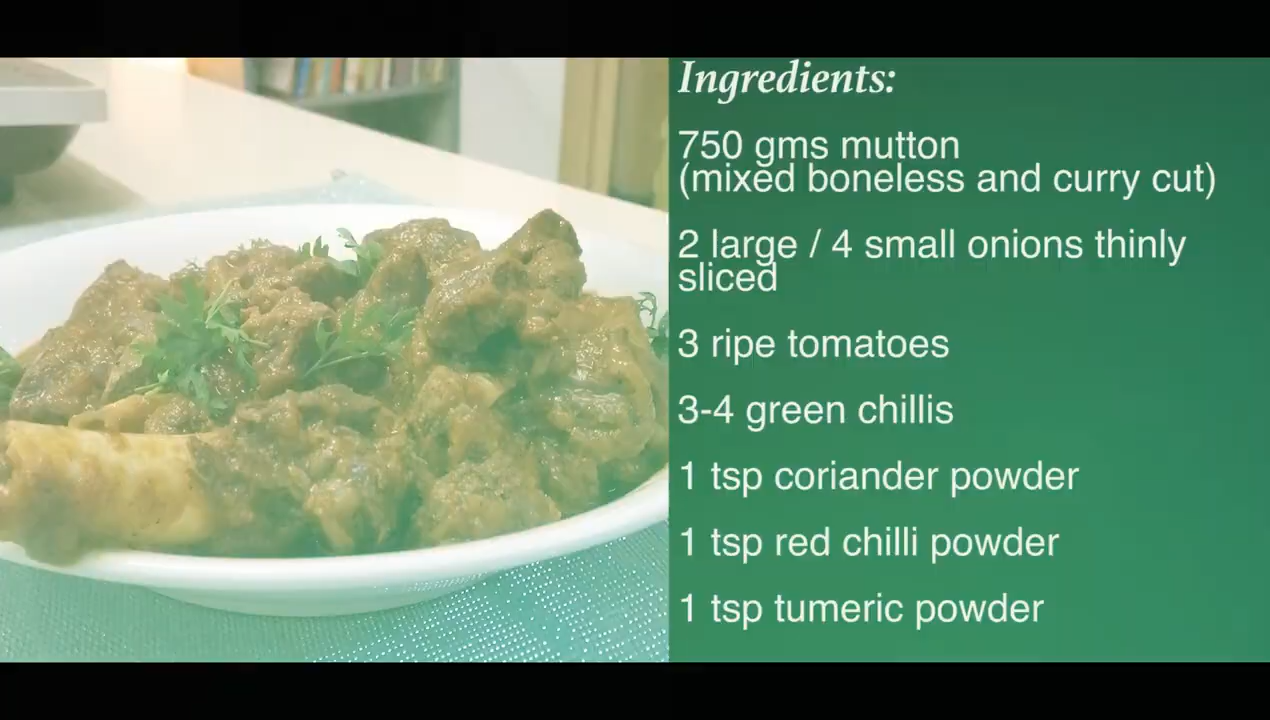 Ingredients:
750 gms mutton
(mixed boneless and curry cut)
2 large / 4 small onions thinly
sliced
3 ripe tomatoes
3-4 green chillis
1 tsp coriander powder
1 tsp red chilli powder
1 tsp tumeric powder